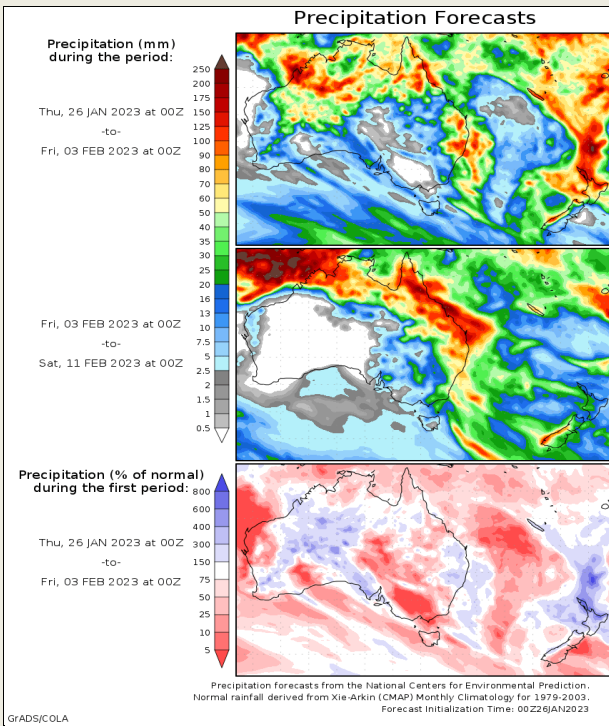 Precipitation Forecasts
Precipitation (mm)
during the period:
Thu, 26 JAN 2023 at 00Z
-to-
Fri, 03 FEB 2023 at 00Z
250
200
175
150
125
100
90
80
70
60
50
40
35
30
25
20
16
13
10
7.5
5
2.5
2
1.5
1
0.5
Fri, 03 FEB 2023 at 00Z
-to-
Sat, 11 FEB 2023 at 00Z
Precipitation (% of normal)
during the first period:
Thu, 26 JAN 2023 at 00Z
-to-
Fri, 03 FEB 2023 at 00Z
800
600
400
300
150
75
50
25
10
5
Precipitation forecasts from the National Centers for Environmental Prediction.
Normal rainfall derived from Xie-Arkin (CMAP) Monthly Climatology for 1979-2003.
Forecast Initialization Time: 00Z26JAN2023
GrADS/COLA